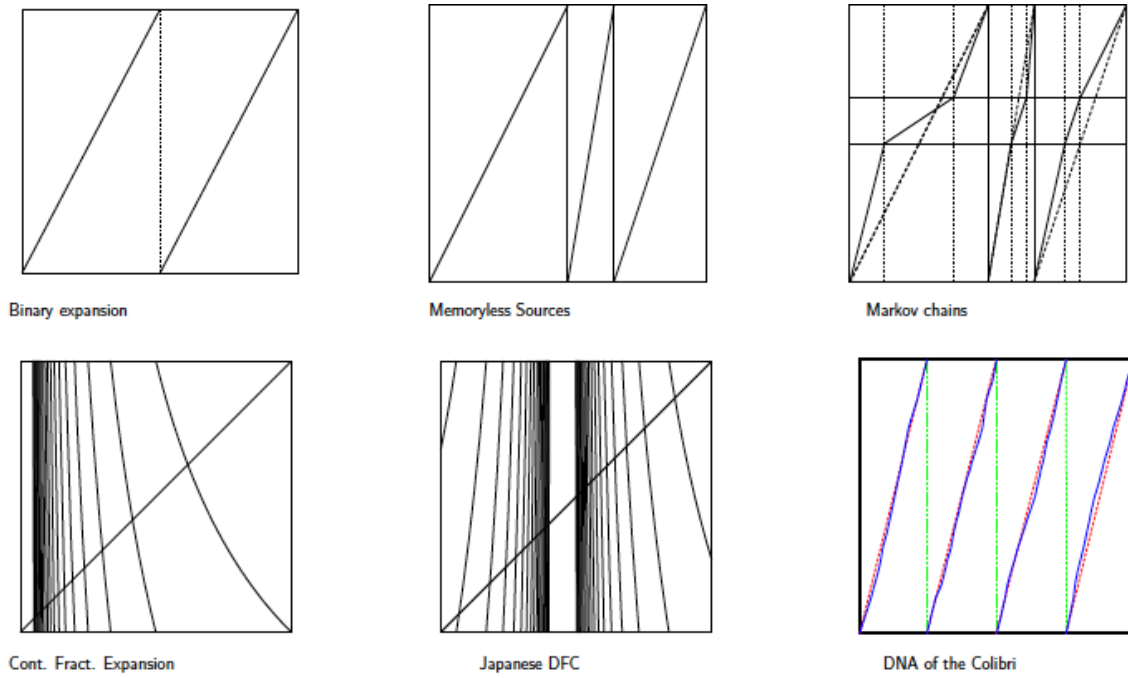 Binary expansion
Memoryless Sources
Markov chains
Cont. Fract. Expansion
Japanese DFC
DNA of the Colibri